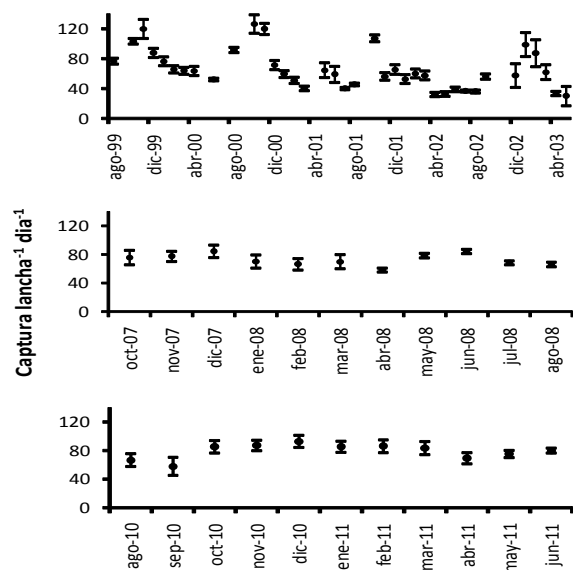 Captura lancha⁻¹ dia⁻¹
120
80
40
0
ago-99
dic-99
abr-00
ago-00
dic-00
abr-01
ago-01
dic-01
abr-02
ago-02
dic-02
abr-03
120
80
40
0
oct-07
nov-07
dic-07
ene-08
feb-08
mar-08
abr-08
may-08
jun-08
jul-08
ago-08
120
80
40
0
ago-10
sep-10
oct-10
nov-10
dic-10
ene-11
feb-11
mar-11
abr-11
may-11
jun-11